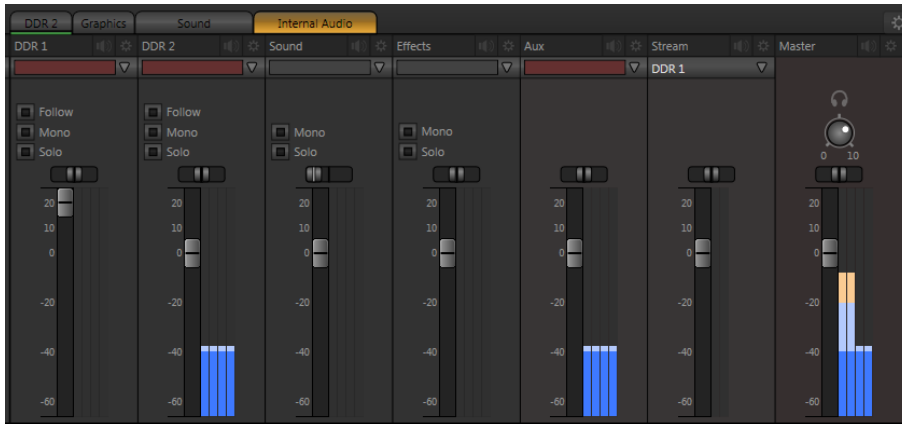 DDR 2 Graphics Sound Internal Audio
DDR 1 DDR 2 Sound Effects Aux Stream Master
DDR 1
Follow Follow
Mono Mono Mono Mono
Solo Solo Solo Solo
0 10
20 20 20 20 20 20 20
10 10 10 10 10 10 10
0 0 0 0 0 0 0
-20 -20 -20 -20 -20 -20 -20
-40 -40 -40 -40 -40 -40 -40
-60 -60 -60 -60 -60 -60 -60